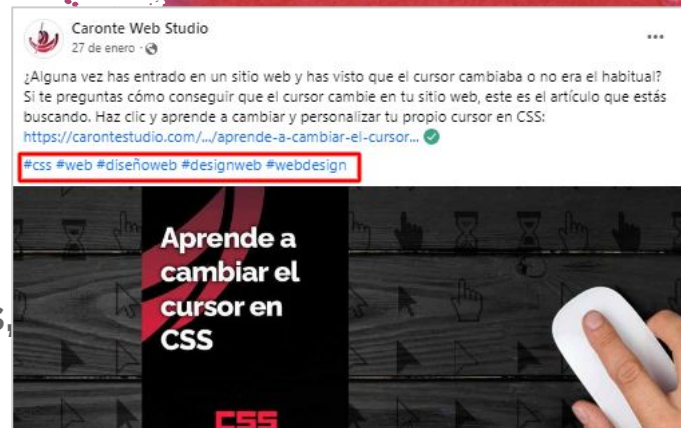 Caronte Web Studio
27 de enero ·
¿Alguna vez has entrado en un sitio web y has visto que el cursor cambiaba o no era el habitual?
Si te preguntas cómo conseguir que el cursor cambie en tu sitio web, este es el artículo que estás
buscando. Haz clic y aprende a cambiar y personalizar tu propio cursor en CSS:
https://carontestudio.com/.../aprende-a-cambiar-el-cursor...
#css #web #diseñoweb #designweb #webdesign
Aprende a
cambiar el
cursor en
CSS
s,
CSS